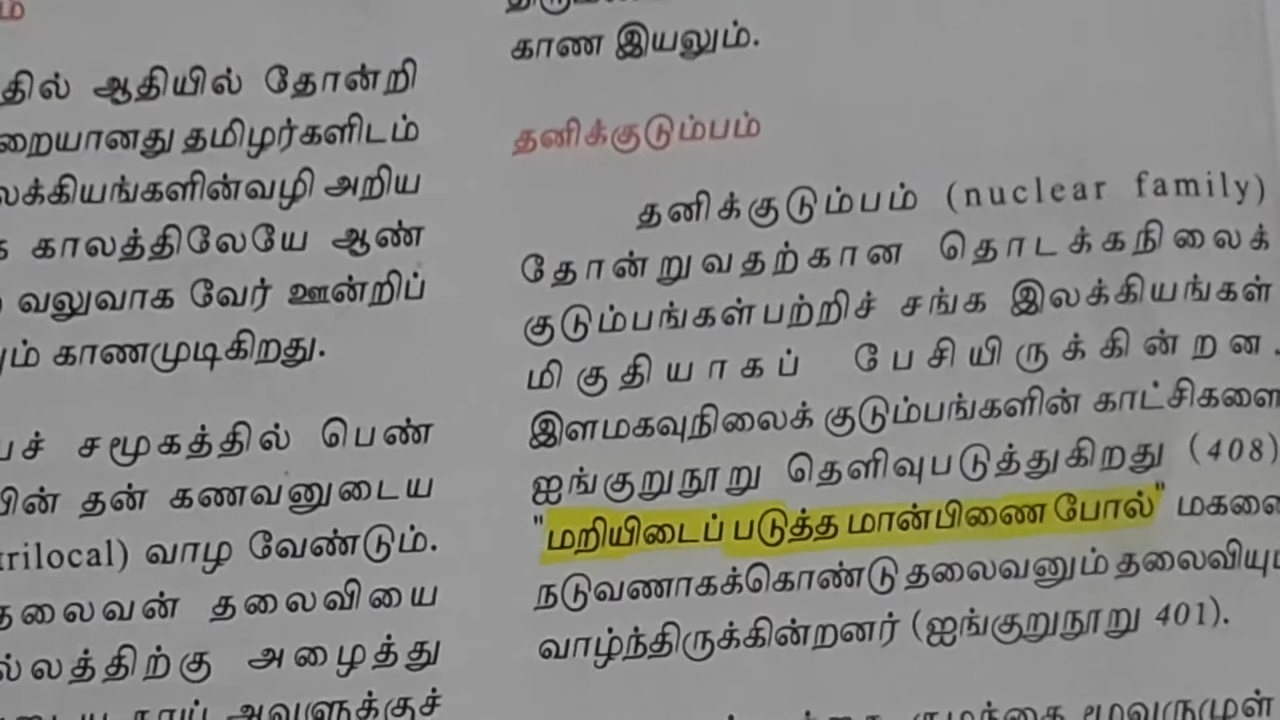 தில் ஆதியில் தோன்றி
றையானது தமிழர்களிடம்
லக்கியங்களின்வழி அறிய
காலத்திலேயே ஆண்
வலுவாக வேர் ஊன்றிப்
ம் காணமுடிகிறது.
பச் சமூகத்தில் பெண்
பின் தன் கணவனுடைய
rilocal) வாழ வேண்டும்.
தலைவன் தலைவியை
ல்லத்திற்கு அழைத்து
காண இயலும்.
தனிக்குடும்பம்
தனிக்குடும்பம் (nuclear family)
தோன்றுவதற்கான தொடக்கநிலைக்
குடும்பங்கள்பற்றிச் சங்க இலக்கியங்கள்
மிகுதியாகப் பேசியிருக்கின்றன.
இளமகவுநிலைக் குடும்பங்களின் காட்சிகளை
ஐங்குறுநூறு தெளிவுபடுத்துகிறது (408)
"மறியிடைப் படுத்த மான்பிணை போல்" மகனை
நடுவணாகக்கொண்டு தலைவனும் தலைவியும்
வாழ்ந்திருக்கின்றனர் (ஐங்குறுநூறு 401).